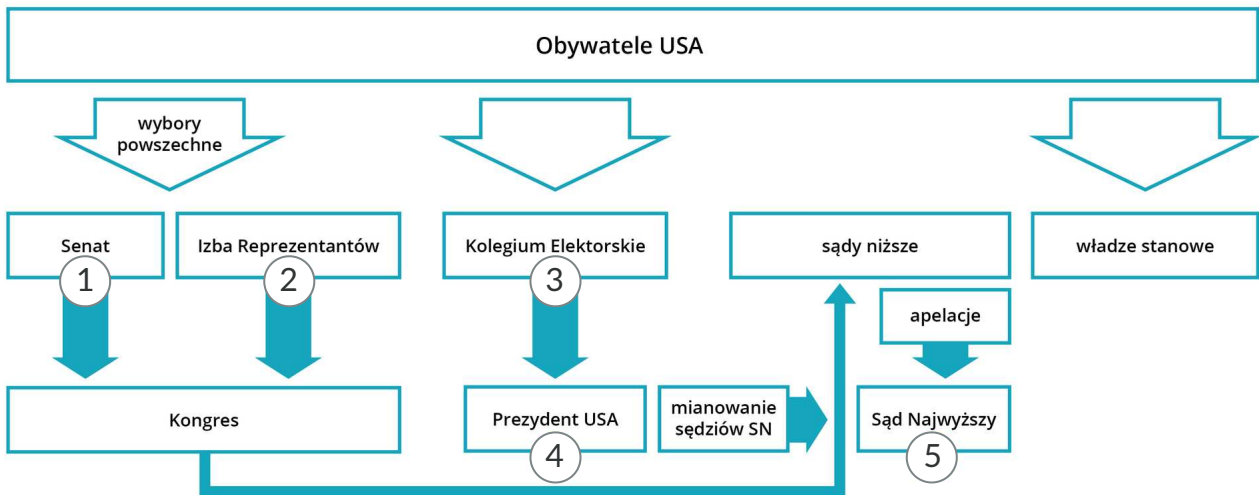 Obywatele USA
wybory
powszechne
Senat
Izba Reprezentantów
Kolegium Elektorskie
sądy niższe
władze stanowe
1
2
3
apelacje
Kongres
Prezydent USA
mianowanie
sędziów SN
Sąd Najwyższy
4
5